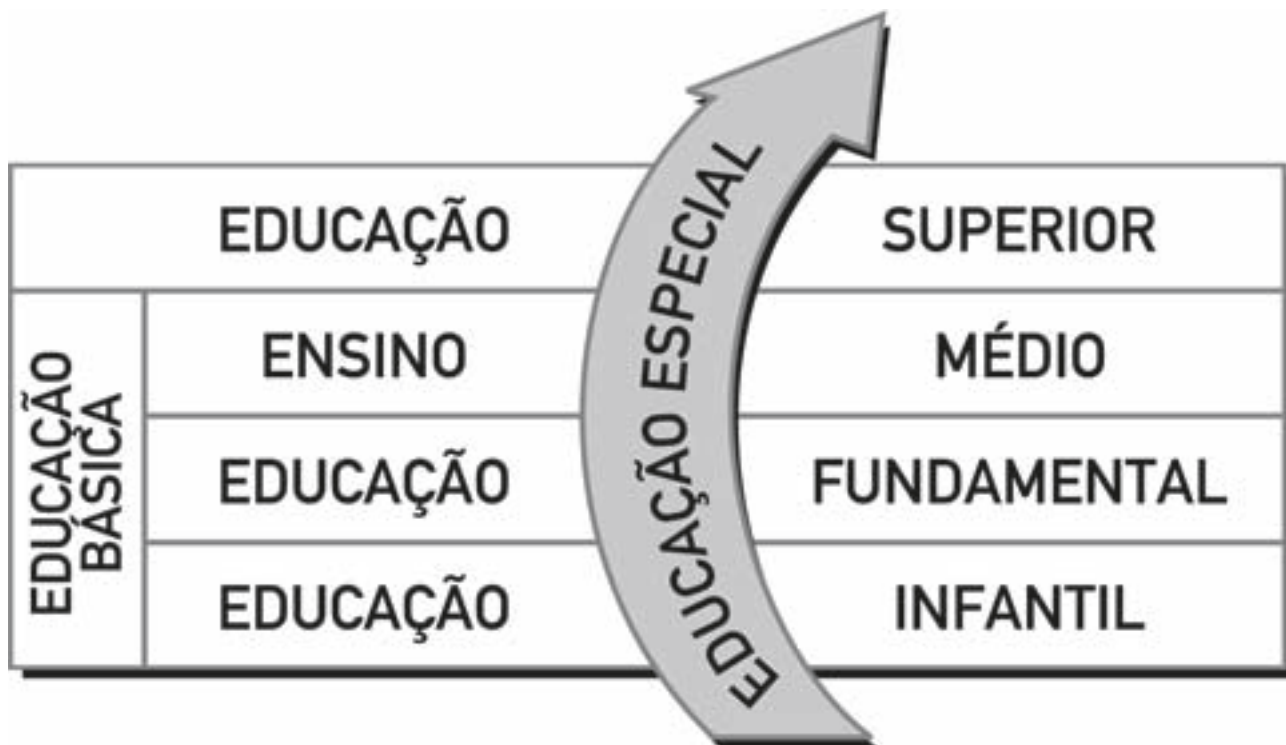 EDUCAÇÃO SUPERIOR
EDUCAÇÃO
BÁSICA
ENSINO MÉDIO
EDUCAÇÃO FUNDAMENTAL
EDUCAÇÃO INFANTIL
EDUCAÇÃO ESPECIAL